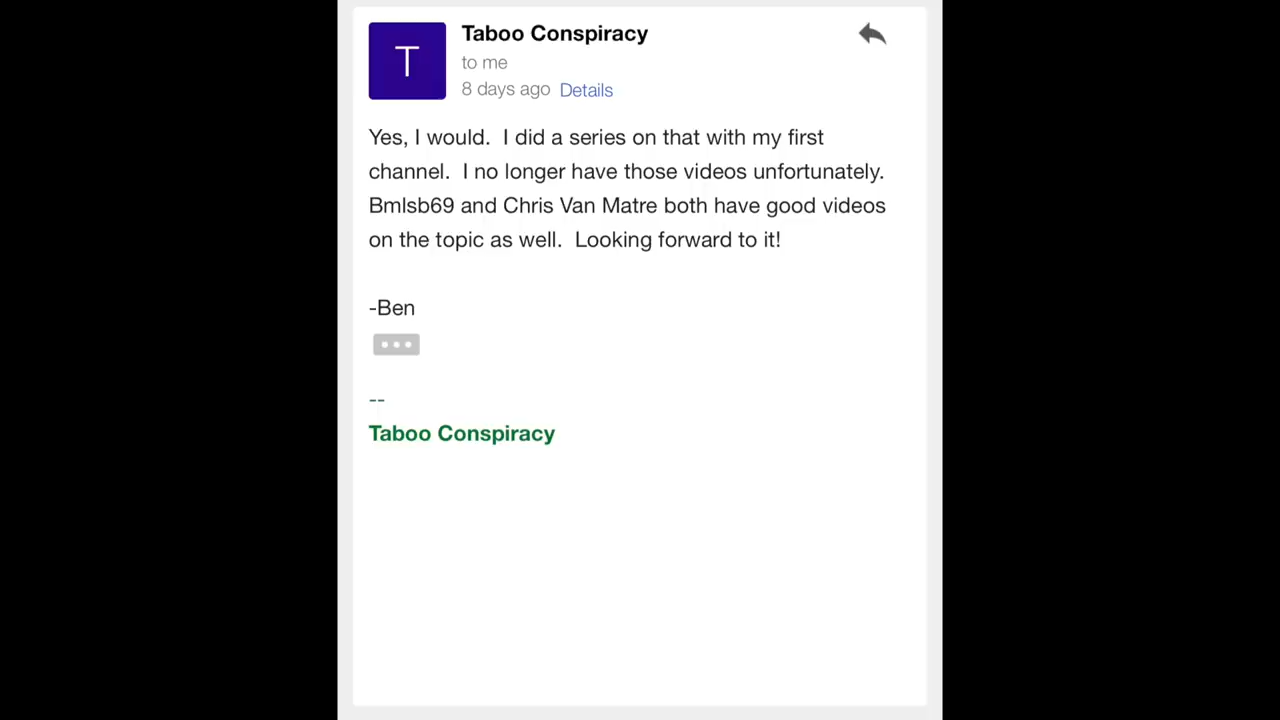 T
Taboo Conspiracy
to me
8 days ago Details
Yes, I would.  I did a series on that with my first
channel.  I no longer have those videos unfortunately.
Bmlsb69 and Chris Van Matre both have good videos
on the topic as well.  Looking forward to it!
-Ben
--
Taboo Conspiracy